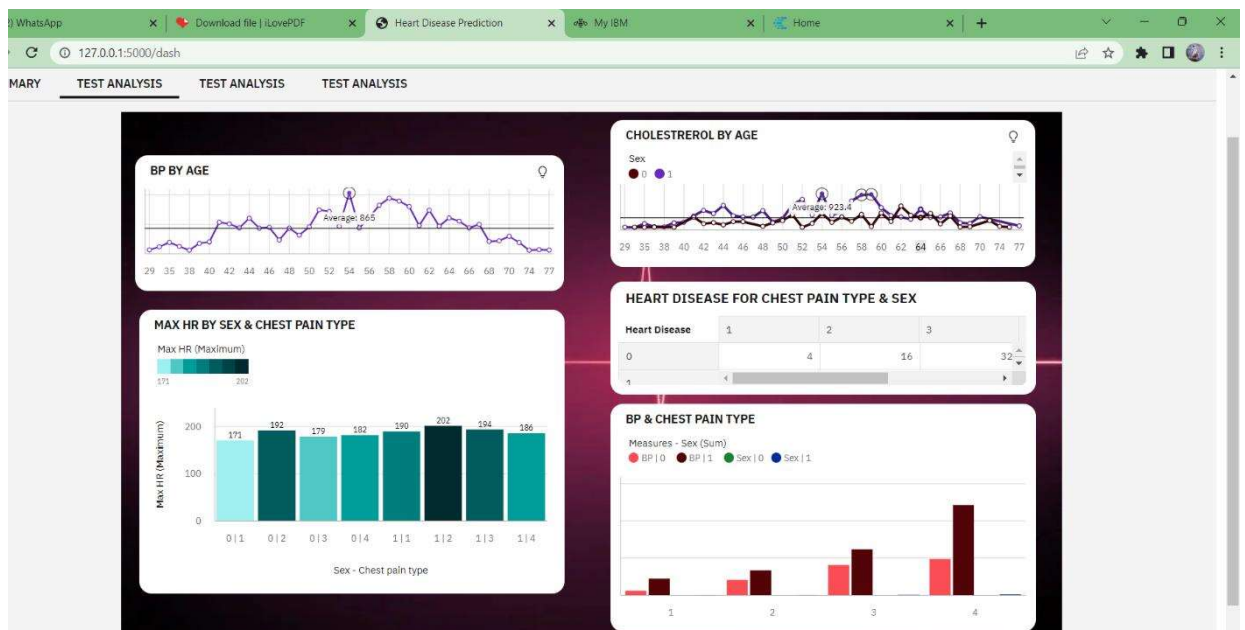 ) WhatsApp
Download file | iLovePDF
Heart Disease Prediction
My IBM
Home
127.0.0.1:5000/dash
MARY TEST ANALYSIS TEST ANALYSIS TEST ANALYSIS
BP BY AGE
Average: 865
29 35 38 40 42 44 46 48 50 52 54 56 58 60 62 64 66 68 70 74 77
MAX HR BY SEX & CHEST PAIN TYPE
Max HR (Maximum)
171 202
Max HR (Maximum)
200
100
0
171 192 179 182 190 202 194 186
0|1 0|2 0|3 0|4 1|1 1|2 1|3 1|4
Sex - Chest pain type
CHOLESTREROL BY AGE
Sex
0 1
Average: 923.4
29 35 38 40 42 44 46 48 50 52 54 56 58 60 62 64 66 68 70 74 77
HEART DISEASE FOR CHEST PAIN TYPE & SEX
Heart Disease 1 2 3
0 4 16 32
1
BP & CHEST PAIN TYPE
Measures - Sex (Sum)
BP|0 BP|1 Sex|0 Sex|1
1 2 3 4